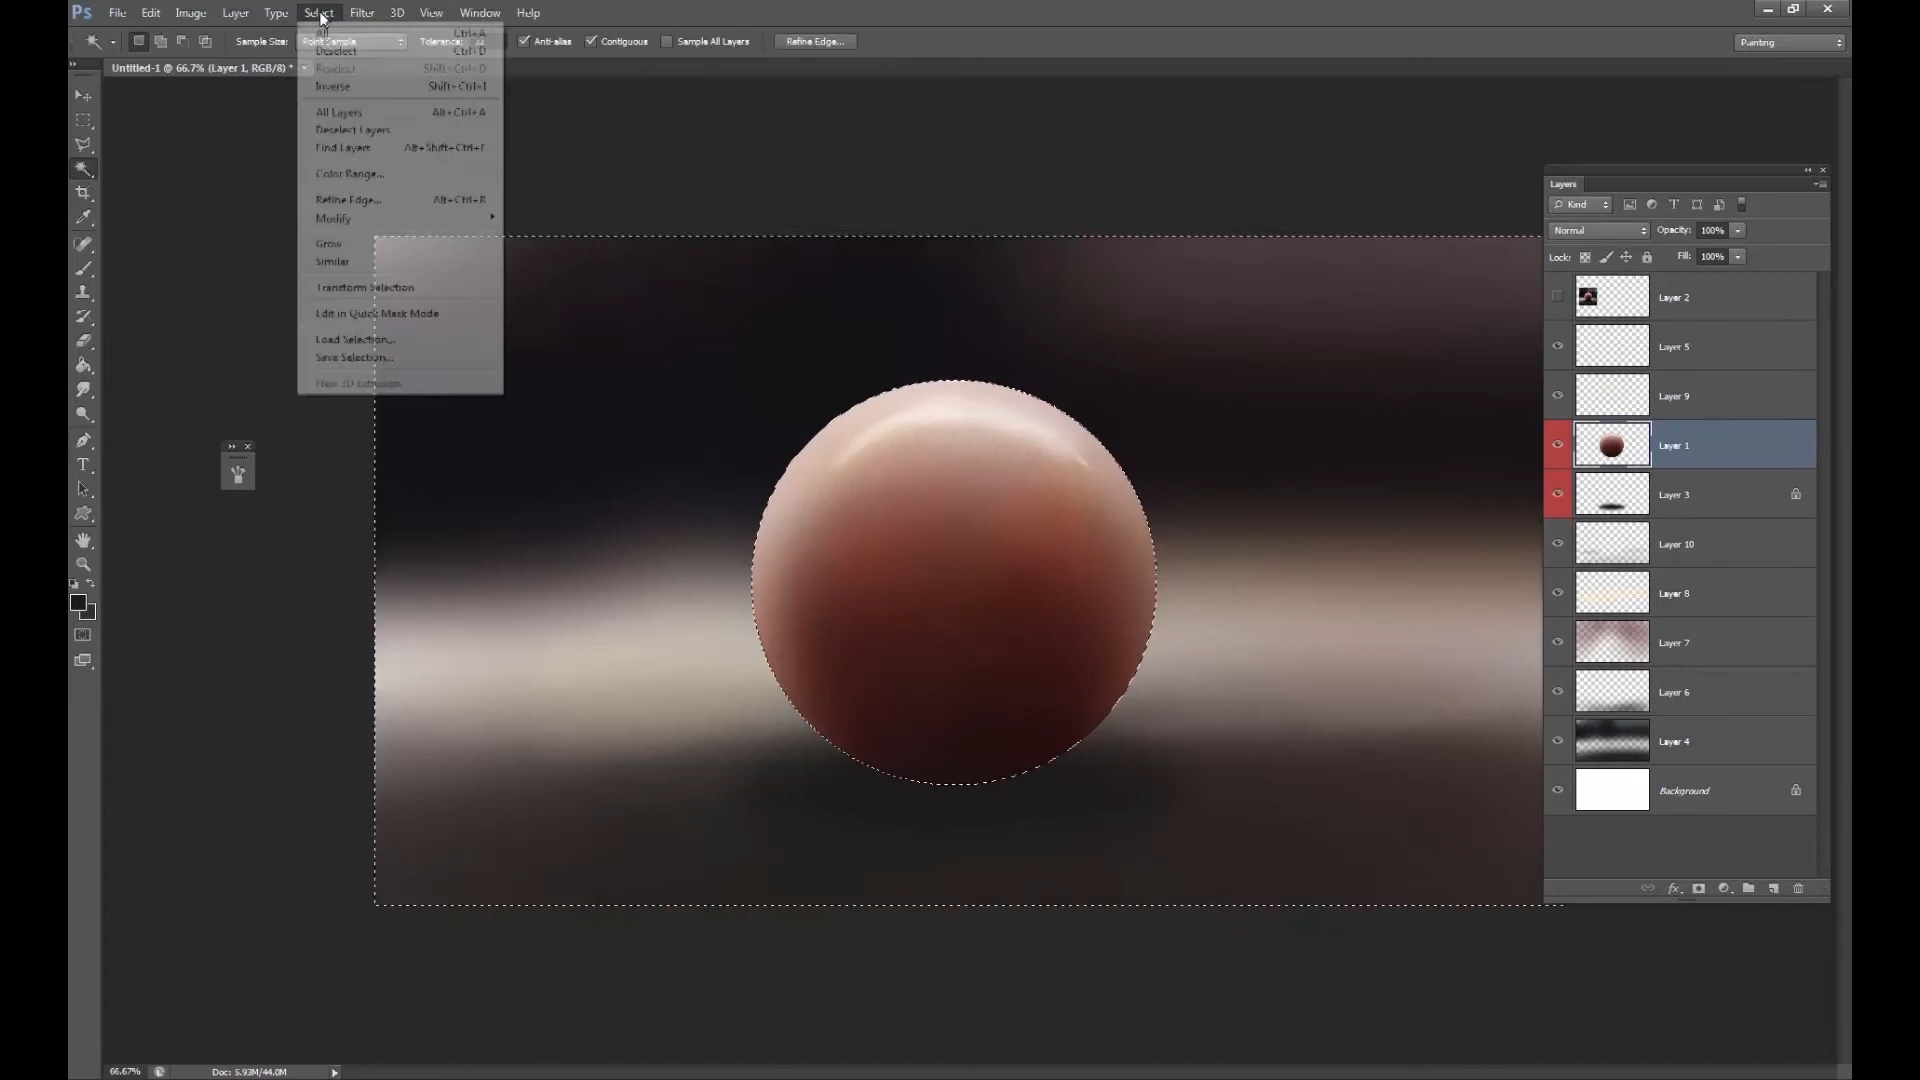 Ps File Edit Image Layer Type Select Filter 3D View Window Help
Sample Size: Point Sample Tolerance: Anti-alias Contiguous Sample All Layers Refine Edge... Painting
Untitled-1 @ 66.7% (Layer 1, RGB/8) *
All Ctrl+A
Deselect Ctrl+D
Reselect Shift+Ctrl+D
Inverse Shift+Ctrl+I
All Layers Alt+Ctrl+A
Deselect Layers
Find Layers Alt+Shift+Ctrl+F
Color Range...
Refine Edge... Alt+Ctrl+R
Modify
Grow
Similar
Transform Selection
Edit in Quick Mask Mode
Load Selection...
Save Selection...
New 3D Extrusion
Layers
Kind
Normal Opacity: 100%
Lock: Fill: 100%
Layer 2
Layer 5
Layer 9
Layer 1
Layer 3
Layer 10
Layer 8
Layer 7
Layer 6
Layer 4
Background
66.67% Doc: 5.93M/44.0M